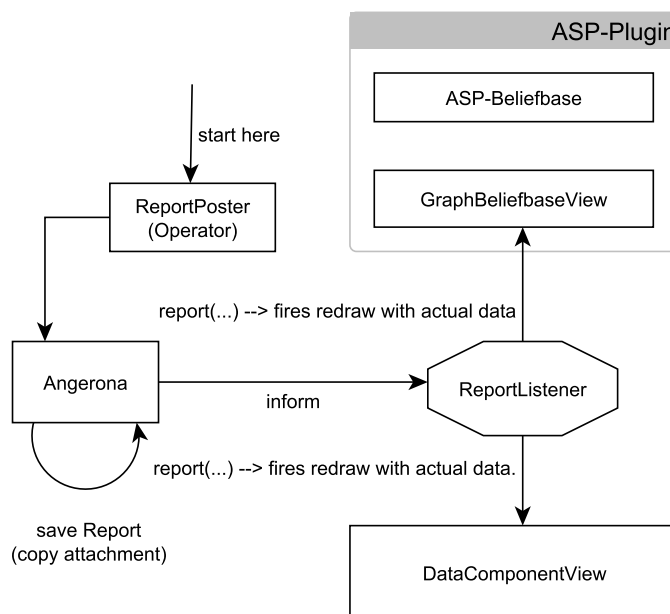 ASP-Plugin
ASP-Beliefbase
start here
GraphBeliefbaseView
ReportPoster
(Operator)
report(...) --> fires redraw with actual data
Angerona
inform
ReportListener
report(...) --> fires redraw with actual data.
save Report
(copy attachment)
DataComponentView